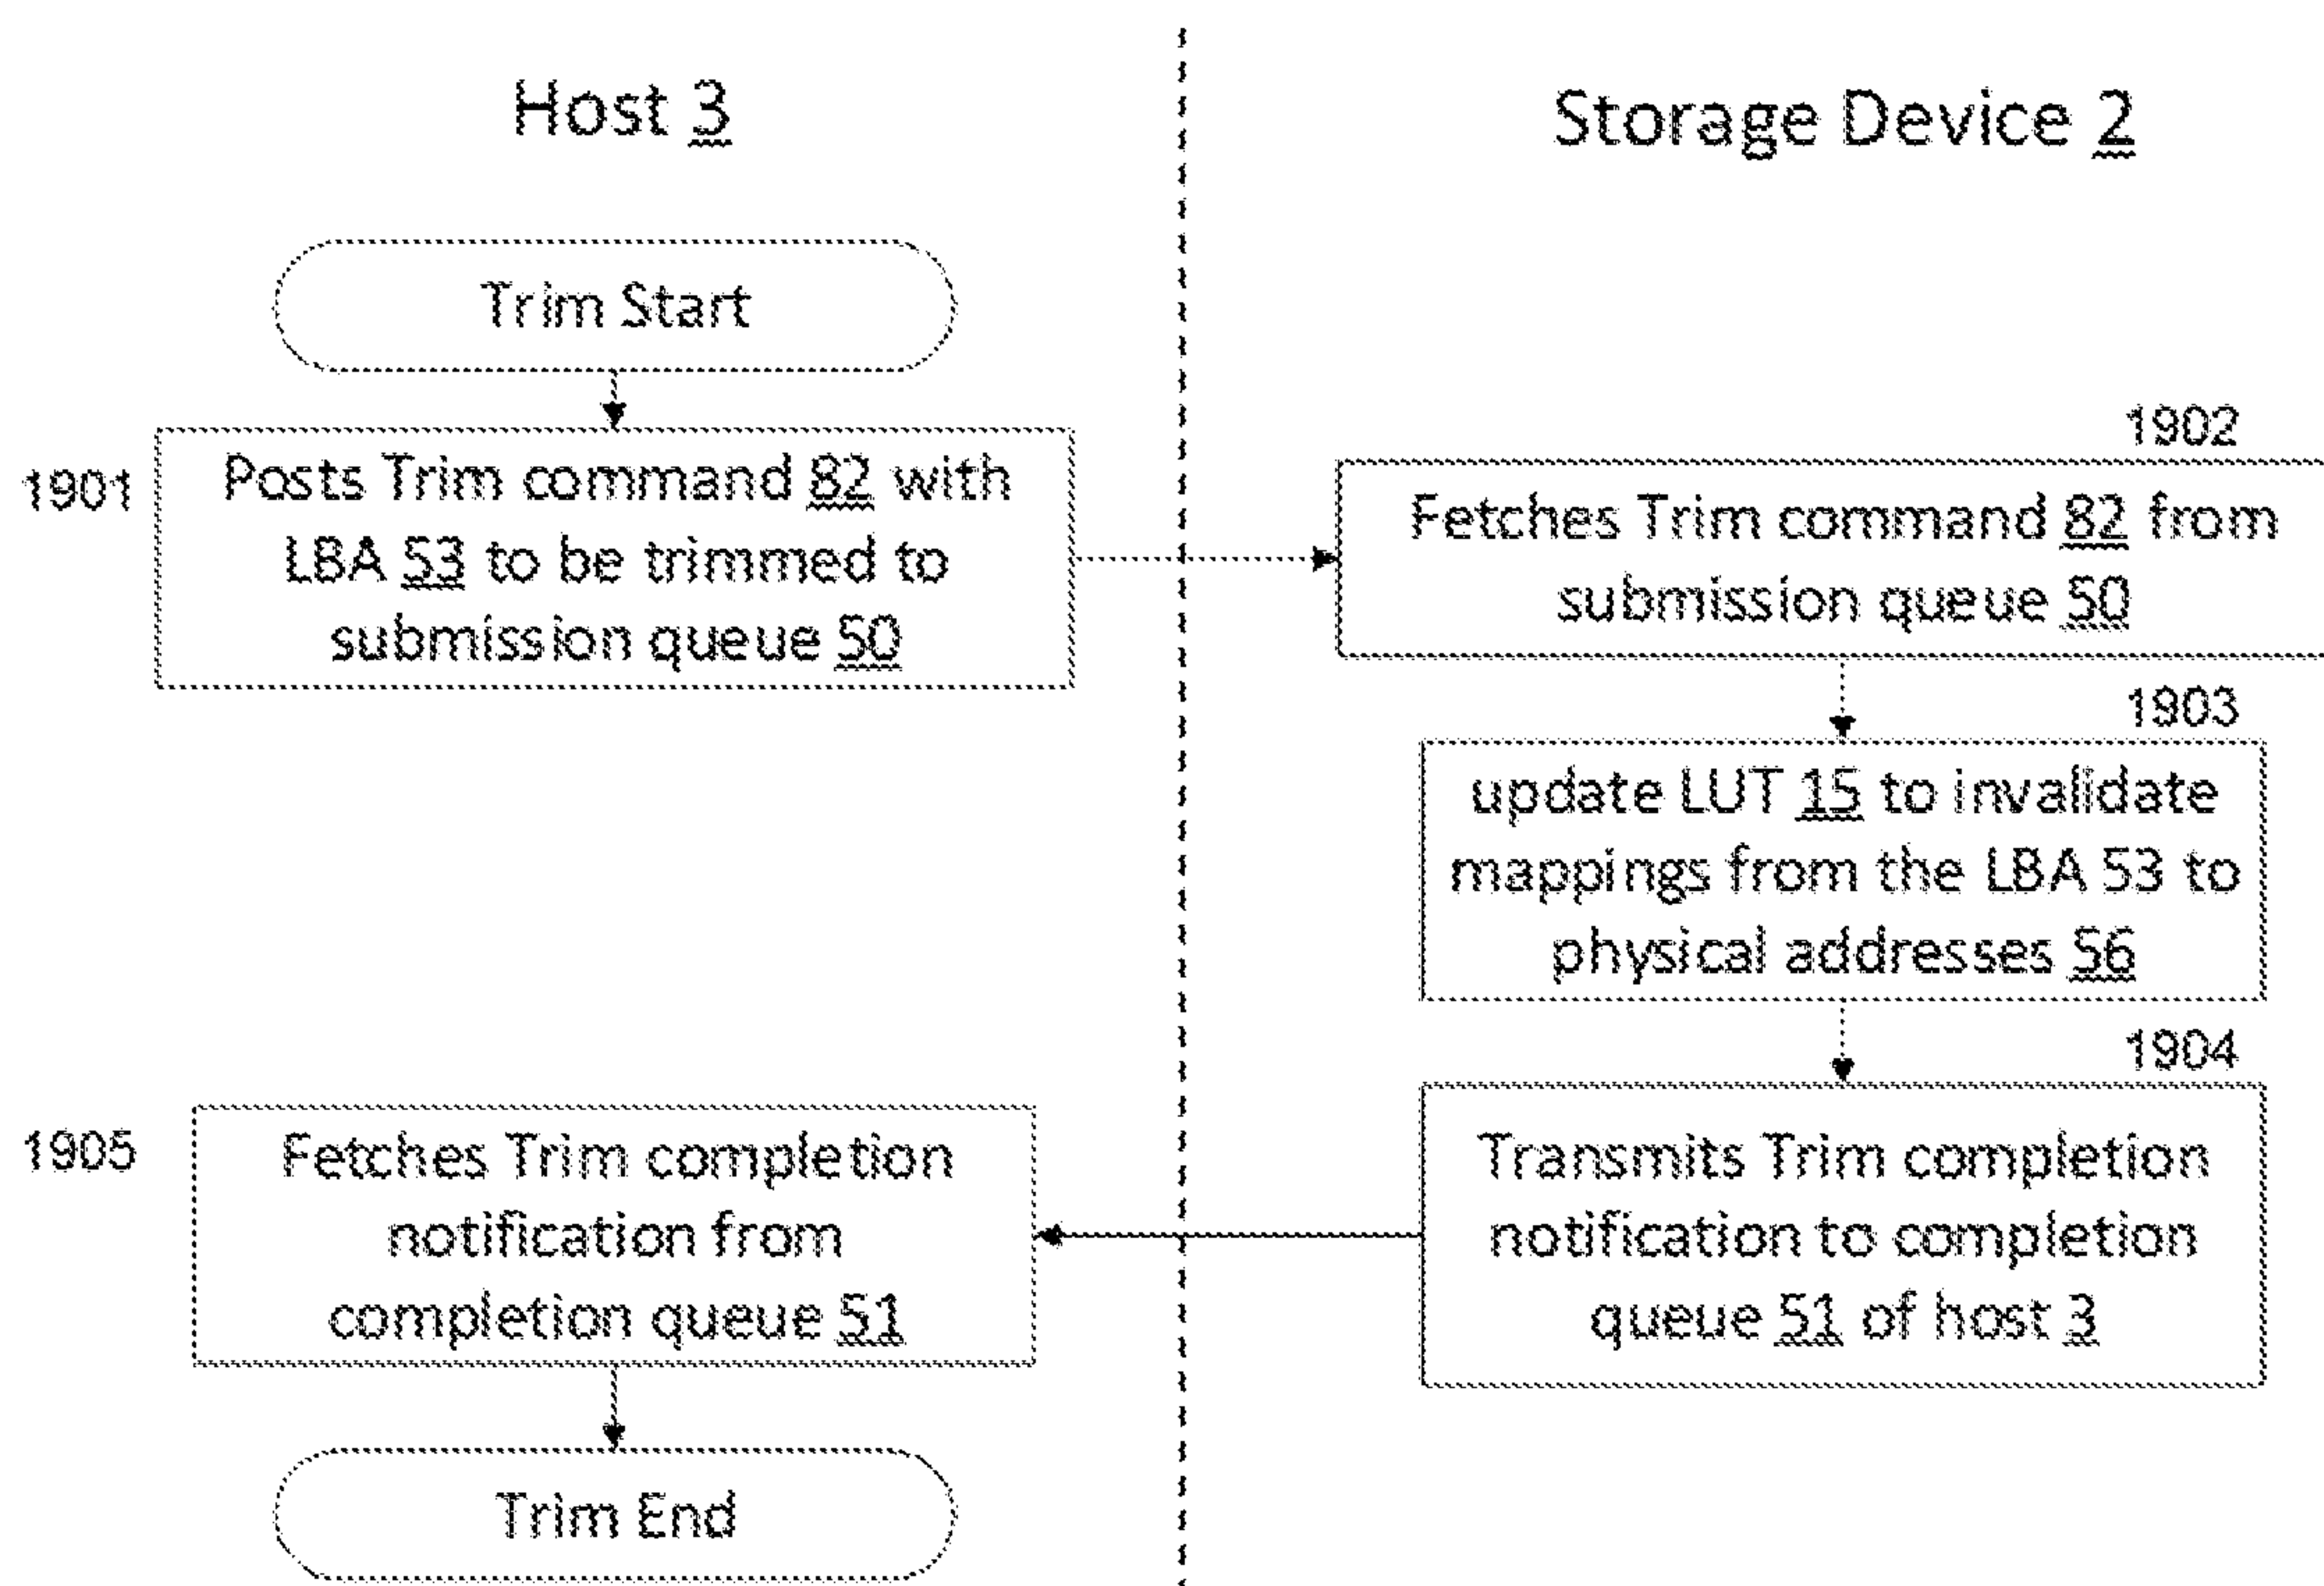 Host 3
Storage Device 2
Trim Start
1901
Posts Trim command 82 with
LBA 53 to be trimmed to
submission queue 50
1902
Fetches Trim command 82 from
submission queue 50
1903
update LUT 15 to invalidate
mappings from the LBA 53 to
physical addresses 56
1904
Transmits Trim completion
notification to completion
queue 51 of host 3
1905
Fetches Trim completion
notification from
completion queue 51
Trim End